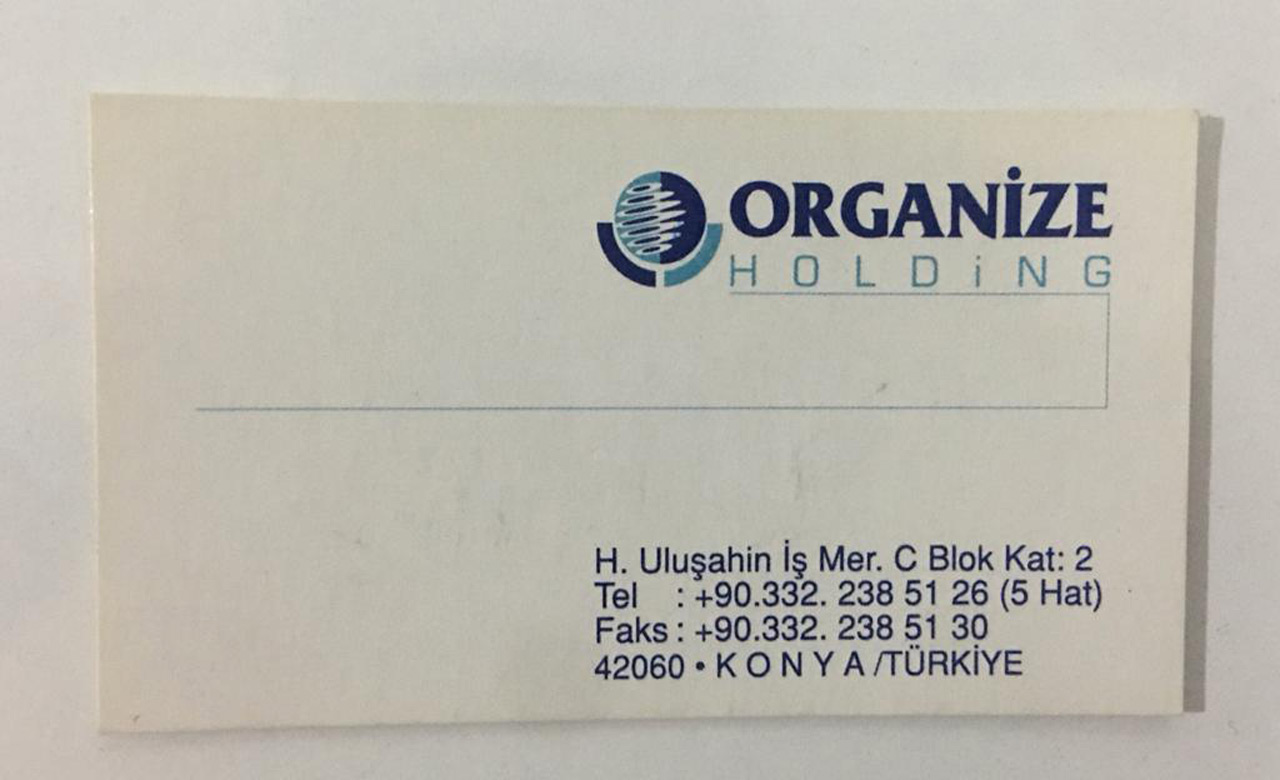 ORGANİZE
HOLDiNG
H. Uluşahin İş Mer. C Blok Kat: 2
Tel : +90.332. 238 51 26 (5 Hat)
Faks : +90.332. 238 51 30
42060 • K O N Y A /TÜRKİYE